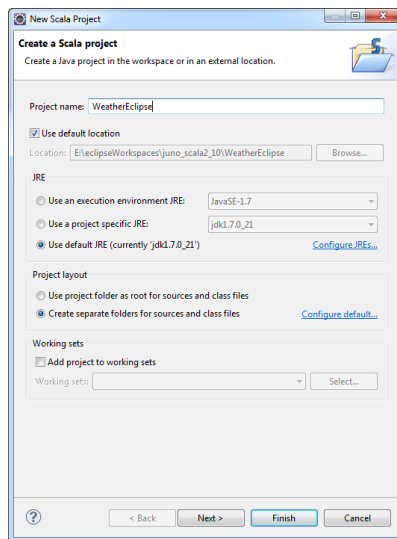 New Scala Project
Create a Scala project
Create a Java project in the workspace or in an external location.
Project name: WeatherEclipse
Use default location
Location: E:\eclipseWorkspaces\juno_scala2_10\WeatherEclipse Browse...
JRE
Use an execution environment JRE: JavaSE-1.7
Use a project specific JRE: jdk1.7.0_21
Use default JRE (currently 'jdk1.7.0_21') Configure JREs...
Project layout
Use project folder as root for sources and class files
Create separate folders for sources and class files Configure default...
Working sets
Add project to working sets
Working sets: Select...
? < Back Next > Finish Cancel